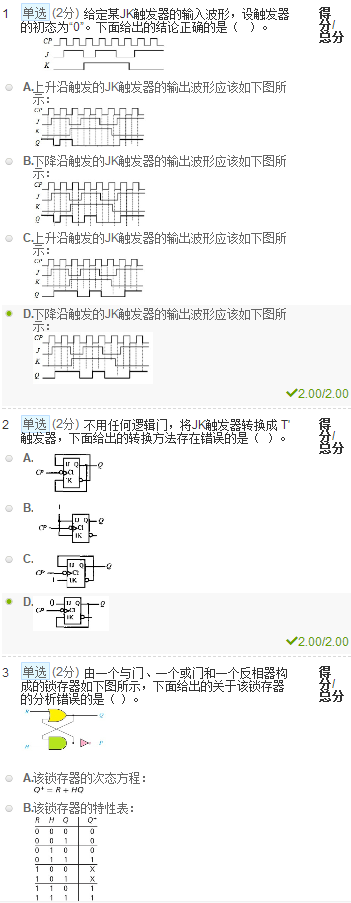 1 单选 (2分) 给定某JK触发器的输入波形，设触发器 得
的初态为“0”。下面给出的结论正确的是（ ）。 分/
总分
CP
J
K
A.上升沿触发的JK触发器的输出波形应该如下图所
示：
CP
J
K
Q
B.下降沿触发的JK触发器的输出波形应该如下图所
示：
CP
J
K
Q
C.上升沿触发的JK触发器的输出波形应该如下图所
示：
CP
J
K
Q
D.下降沿触发的JK触发器的输出波形应该如下图所
示：
CP
J
K
Q
2.00/2.00
2 单选 (2分) 不用任何逻辑门，将JK触发器转换成 T' 得
触发器，下面给出的转换方法存在错误的是（ ）。 分/
总分
A.
CP 1J Q Q
C1
1K
B.
1
CP 1J Q Q
C1
1K
C.
CP 1J Q Q
C1
1 1K
D.
0 1J Q Q
CP C1
1K
2.00/2.00
3 单选 (2分) 由一个与门、一个或门和一个反相器构 得
成的锁存器如下图所示，下面给出的关于该锁存器 分/
的分析错误的是（ ）。 总分
R
Q
H
A.该锁存器的次态方程：
Q⁺ = R + HQ
B.该锁存器的特性表：
R H Q Q⁺
0 0 0 0
0 0 1 0
0 1 0 0
0 1 1 1
1 0 0 X
1 0 1 X
1 1 0 1
1 1 1 1